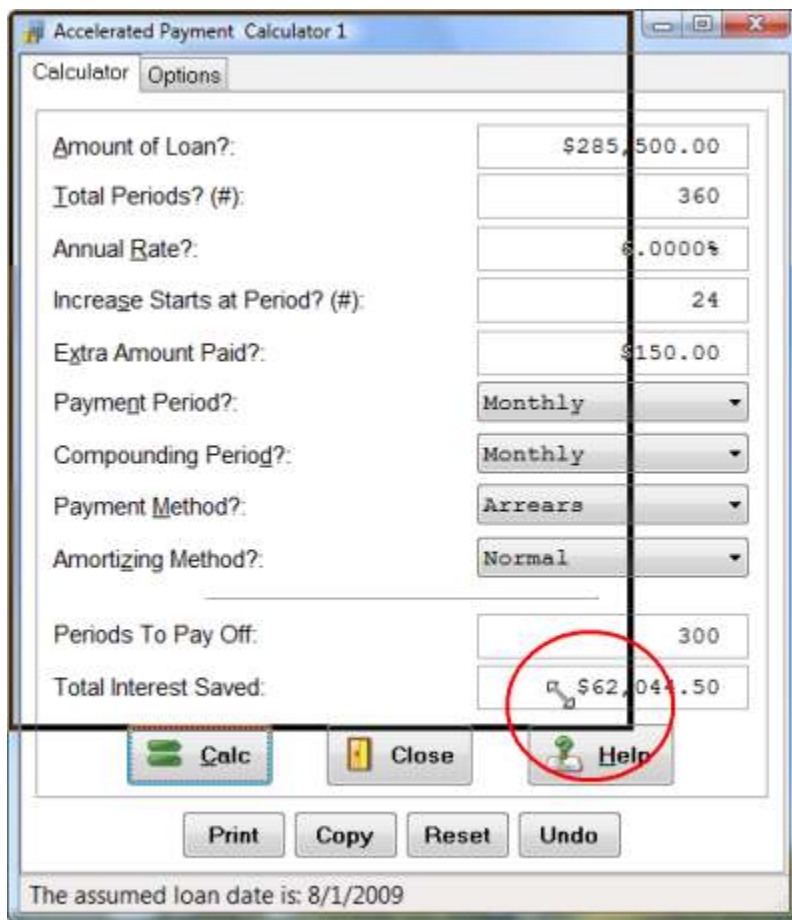 Accelerated Payment Calculator 1
Calculator Options
Amount of Loan?: $285,500.00
Total Periods? (#): 360
Annual Rate?: 6.0000%
Increase Starts at Period? (#): 24
Extra Amount Paid?: $150.00
Payment Period?: Monthly
Compounding Period?: Monthly
Payment Method?: Arrears
Amortizing Method?: Normal
Periods To Pay Off: 300
Total Interest Saved: $62,044.50
Calc Close Help
Print Copy Reset Undo
The assumed loan date is: 8/1/2009